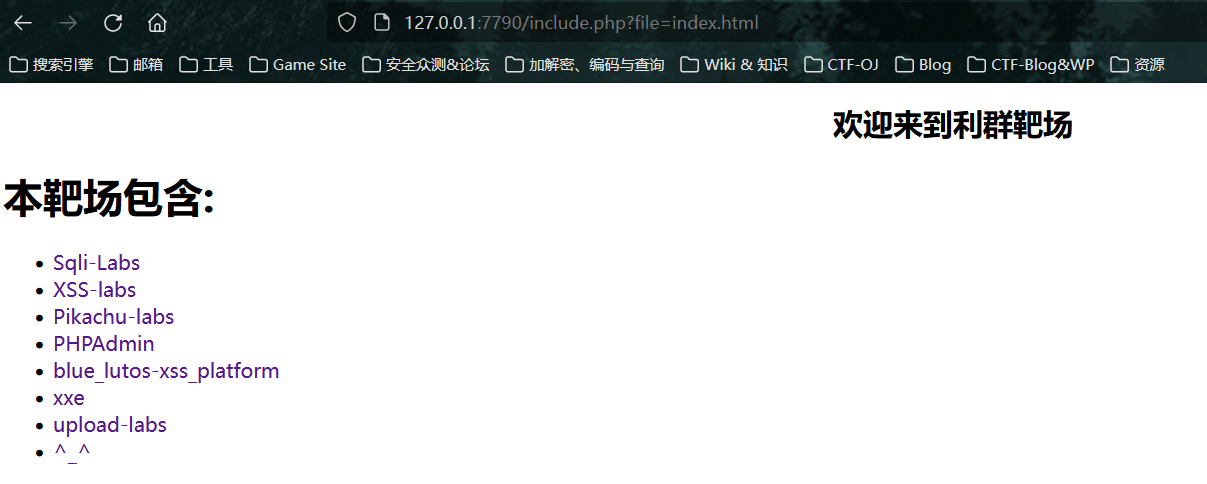 127.0.0.1:7790/include.php?file=index.html
搜索引擎 邮箱 工具 Game Site 安全众测&论坛 加解密、编码与查询 Wiki & 知识 CTF-OJ Blog CTF-Blog&WP 资源
欢迎来到利群靶场
本靶场包含:
Sqli-Labs
XSS-labs
Pikachu-labs
PHPAdmin
blue_lutos-xss_platform
xxe
upload-labs
^_^